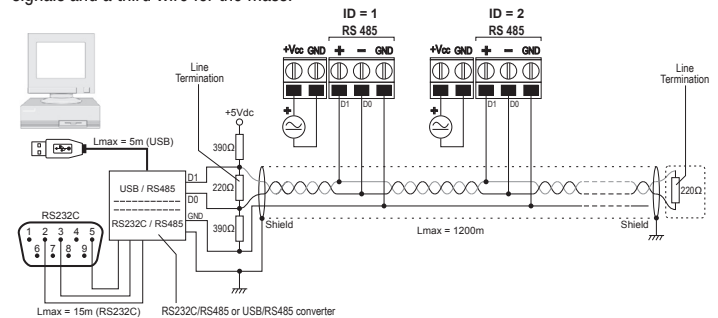 signals and a third wire for the mass.
ID = 1
ID = 2
RS 485
RS 485
+Vcc GND + − GND
+Vcc GND + − GND
D1 D0
D1 D0
+
+
Line
Termination
Line
Termination
+5Vdc
390Ω
Lmax = 5m (USB)
D1
USB / RS485
220Ω
220Ω
D0
GND
RS232C / RS485
390Ω
Shield
Shield
Lmax = 1200m
RS232C
1 2 3 4 5
6 7 8 9
Lmax = 15m (RS232C)
RS232C/RS485 or USB/RS485 converter